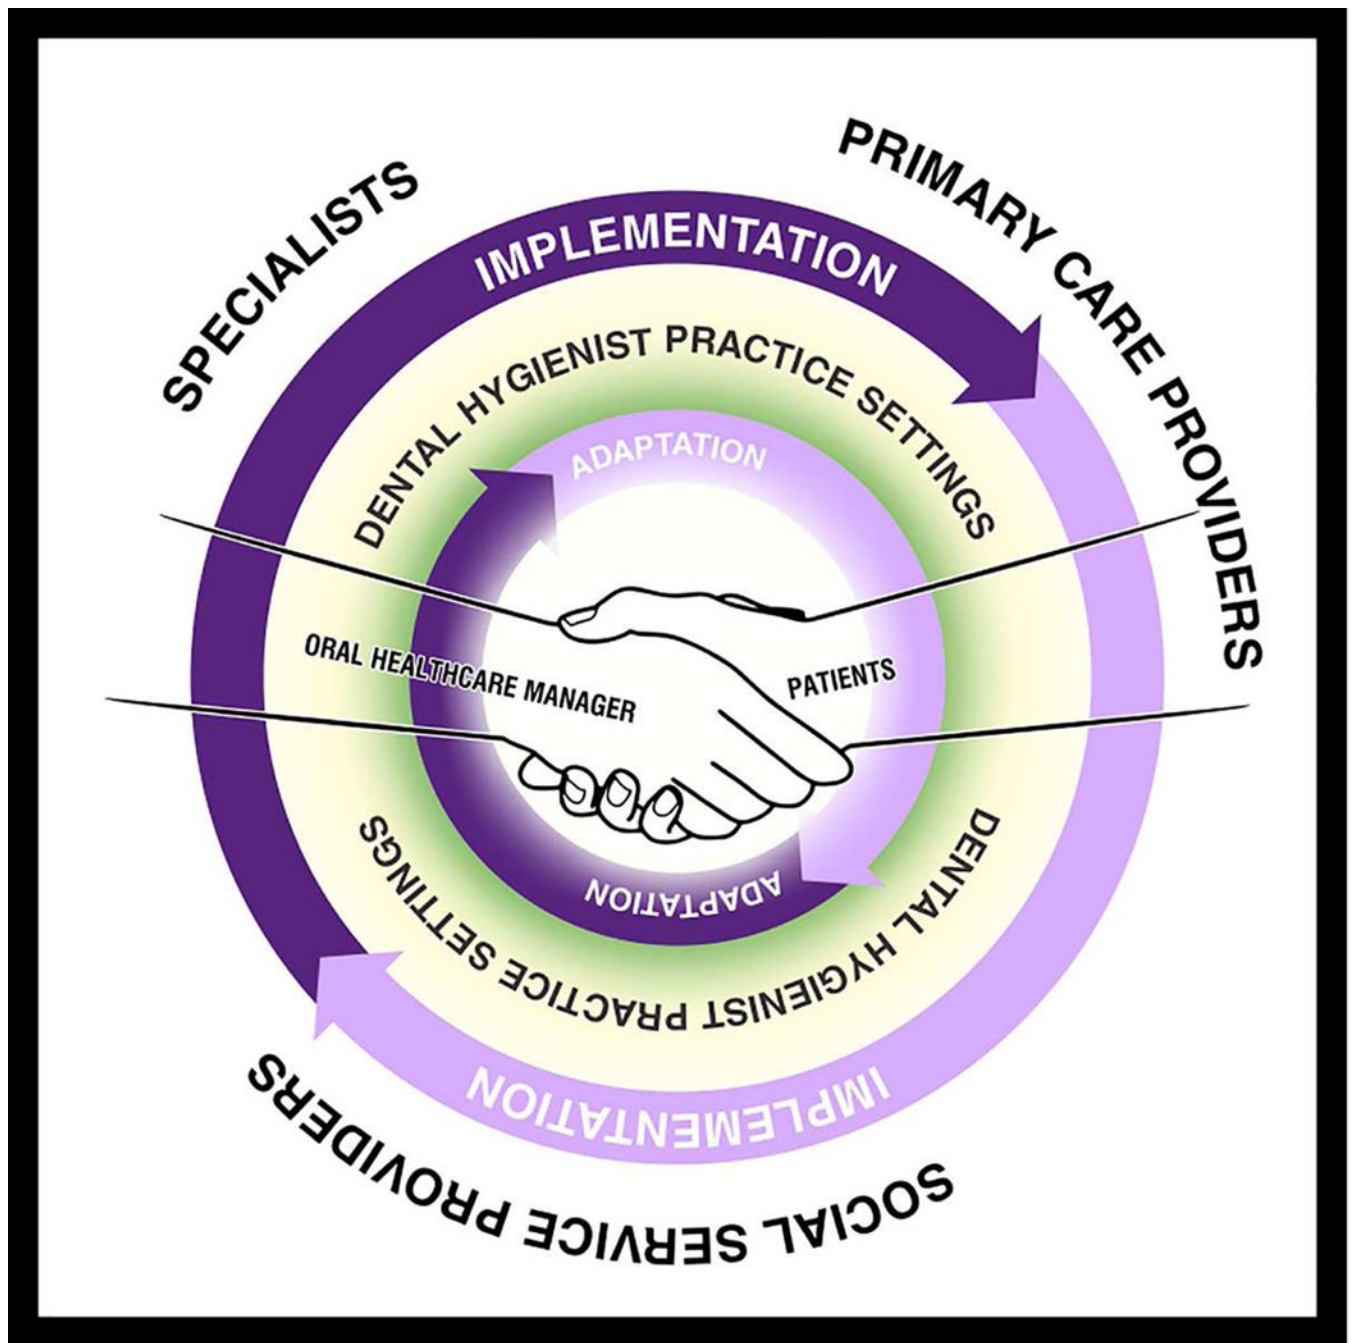 SPECIALISTS
PRIMARY CARE PROVIDERS
IMPLEMENTATION
DENTAL HYGIENIST PRACTICE SETTINGS
ADAPTATION
ORAL HEALTHCARE MANAGER
PATIENTS
ADAPTATION
DENTAL HYGIENIST PRACTICE SETTINGS
IMPLEMENTATION
SOCIAL SERVICE PROVIDERS